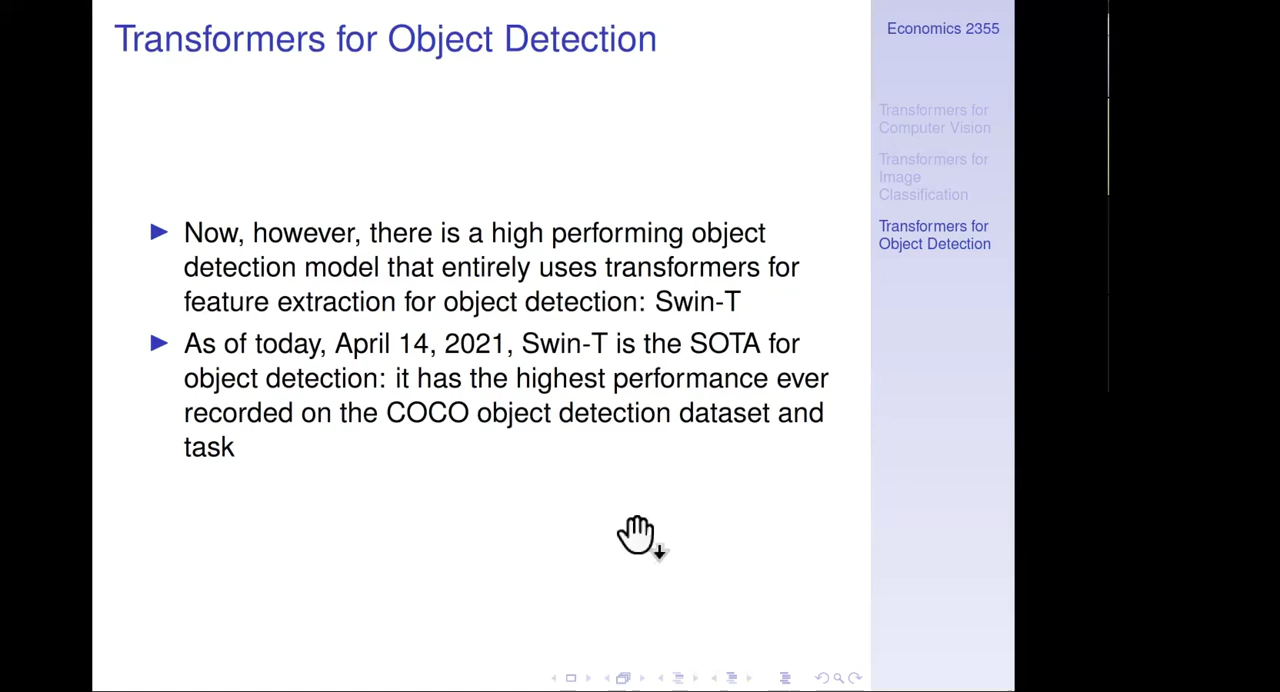 Transformers for Object Detection
Now, however, there is a high performing object
detection model that entirely uses transformers for
feature extraction for object detection: Swin-T
As of today, April 14, 2021, Swin-T is the SOTA for
object detection: it has the highest performance ever
recorded on the COCO object detection dataset and
task
Economics 2355
Transformers for
Computer Vision
Transformers for
Image
Classification
Transformers for
Object Detection